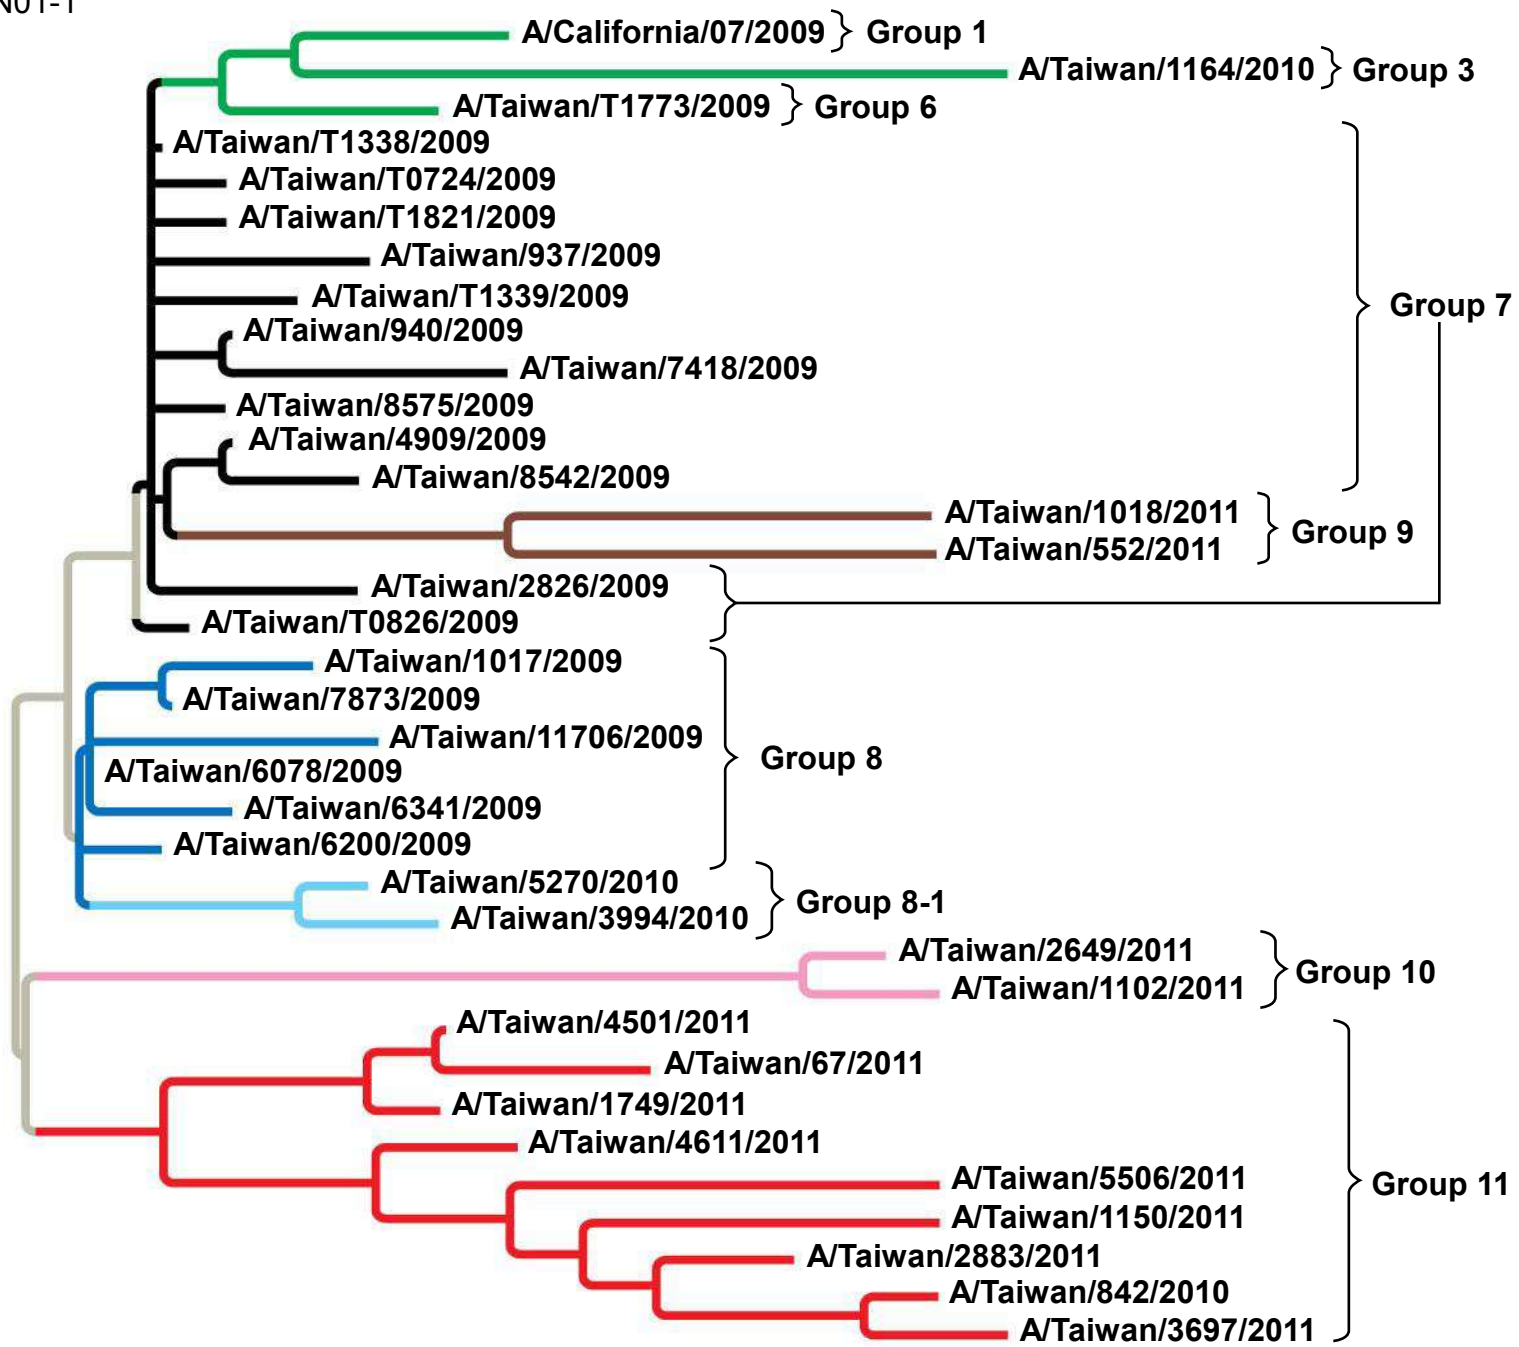 N01-1
A/California/07/2009 Group 1
A/Taiwan/1164/2010 Group 3
A/Taiwan/T1773/2009 Group 6
A/Taiwan/T1338/2009
A/Taiwan/T0724/2009
A/Taiwan/T1821/2009
A/Taiwan/937/2009
A/Taiwan/T1339/2009
Group 7
A/Taiwan/940/2009
A/Taiwan/7418/2009
A/Taiwan/8575/2009
A/Taiwan/4909/2009
A/Taiwan/8542/2009
A/Taiwan/1018/2011
Group 9
A/Taiwan/552/2011
A/Taiwan/2826/2009
A/Taiwan/T0826/2009
A/Taiwan/1017/2009
A/Taiwan/7873/2009
A/Taiwan/11706/2009
Group 8
A/Taiwan/6078/2009
A/Taiwan/6341/2009
A/Taiwan/6200/2009
A/Taiwan/5270/2010
Group 8-1
A/Taiwan/3994/2010
A/Taiwan/2649/2011
Group 10
A/Taiwan/1102/2011
A/Taiwan/4501/2011
A/Taiwan/67/2011
A/Taiwan/1749/2011
A/Taiwan/4611/2011
A/Taiwan/5506/2011
Group 11
A/Taiwan/1150/2011
A/Taiwan/2883/2011
A/Taiwan/842/2010
A/Taiwan/3697/2011